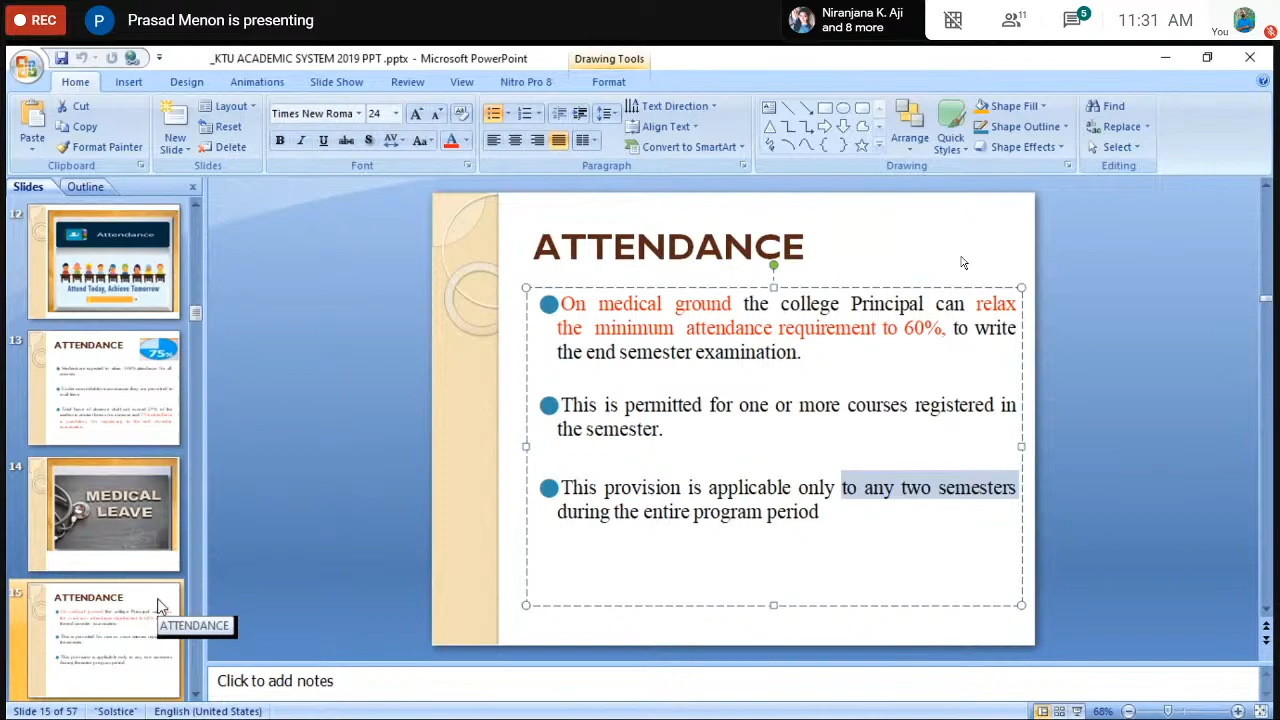 REC
P
Prasad Menon is presenting
Niranjana K. Aji
and 8 more
11
5
11:31 AM
You
_KTU ACADEMIC SYSTEM 2019 PPT .pptx - Microsoft PowerPoint
Drawing Tools
Home
Insert
Design
Animations
Slide Show
Review
View
Nitro Pro 8
Format
Paste
Cut
Copy
Format Painter
Clipboard
New
Slide
Layout
Reset
Delete
Slides
Times New Roma
24
B I U abc S AV Aa A
Font
Text Direction
Align Text
Convert to SmartArt
Paragraph
Arrange
Quick
Styles
Shape Fill
Shape Outline
Shape Effects
Drawing
Find
Replace
Select
Editing
Slides
Outline
12
Attendance
Attend Today, Achieve Tomorrow
13
ATTENDANCE
75%
14
MEDICAL
LEAVE
15
ATTENDANCE
ATTENDANCE
ATTENDANCE
On medical ground the college Principal can relax
the minimum attendance requirement to 60%, to write
the end semester examination.
This is permitted for one or more courses registered in
the semester.
This provision is applicable only to any two semesters
during the entire program period
Click to add notes
Slide 15 of 57
"Solstice"
English (United States)
68%